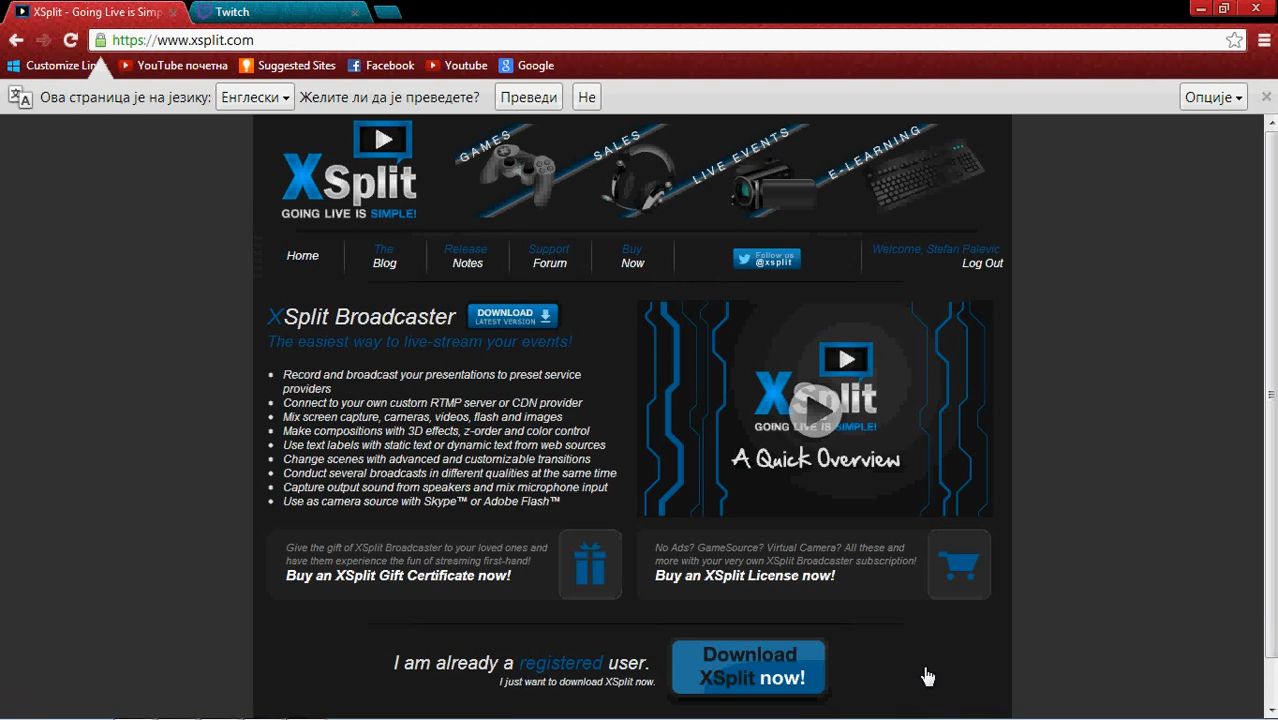 XSplit - Going Live is Simp
Twitch
https://www.xsplit.com
Customize Lin
YouTube почетна
Suggested Sites
Facebook
Youtube
Google
Ова страница је на језику: Енглески Желите ли да је преведете? Преведи Не Опције
XSplit
GOING LIVE IS SIMPLE!
GAMES
SALES
LIVE EVENTS
E-LEARNING
Home
The
Blog
Release
Notes
Support
Forum
Buy
Now
Follow us
@xsplit
Welcome, Stefan Palevic
Log Out
XSplit Broadcaster
DOWNLOAD
LATEST VERSION
The easiest way to live-stream your events!
Record and broadcast your presentations to preset service
providers
Connect to your own custom RTMP server or CDN provider
Mix screen capture, cameras, videos, flash and images
Make compositions with 3D effects, z-order and color control
Use text labels with static text or dynamic text from web sources
Change scenes with advanced and customizable transitions
Conduct several broadcasts in different qualities at the same time
Capture output sound from speakers and mix microphone input
Use as camera source with Skype™ or Adobe Flash™
XSplit
GOING LIVE IS SIMPLE!
A Quick Overview
Give the gift of XSplit Broadcaster to your loved ones and
have them experience the fun of streaming first-hand!
Buy an XSplit Gift Certificate now!
No Ads? GameSource? Virtual Camera? All these and
more with your very own XSplit Broadcaster subscription!
Buy an XSplit License now!
I am already a registered user.
I just want to download XSplit now.
Download
XSplit now!